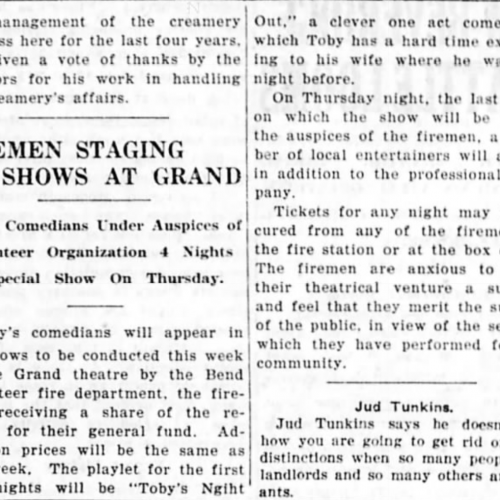 anagement of the creamery
ss here for the last four years,
iven a vote of thanks by the
ors for his work in handling
eamery's affairs.
EMEN STAGING
SHOWS AT GRAND
Comedians Under Auspices of
nteer Organization 4 Nights
pecial Show On Thursday.
y's comedians will appear in
ows to be conducted this week
e Grand theatre by the Bend
teer fire department, the fire-
receiving a share of the re-
for their general fund. Ad-
on prices will be the same as
eek. The playlet for the first
nights will be "Toby's Ngiht
Out," a clever one act come
which Toby has a hard time ex
ing to his wife where he wa
night before.
On Thursday night, the last
on which the show will be
the auspices of the firemen, a
ber of local entertainers will a
in addition to the professional
pany.
Tickets for any night may
cured from any of the fireme
the fire station or at the box
The firemen are anxious to
their theatrical venture a su
and feel that they merit the su
of the public, in view of the se
which they have performed fo
community.
Jud Tunkins.
Jud Tunkins says he doesn
how you are going to get rid o
distinctions when so many peop
landlords and so many others a
ants.